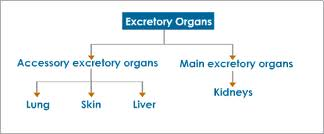 Excretory Organs
Accessory excretory organs
Main excretory organs
Lung
Skin
Liver
Kidneys